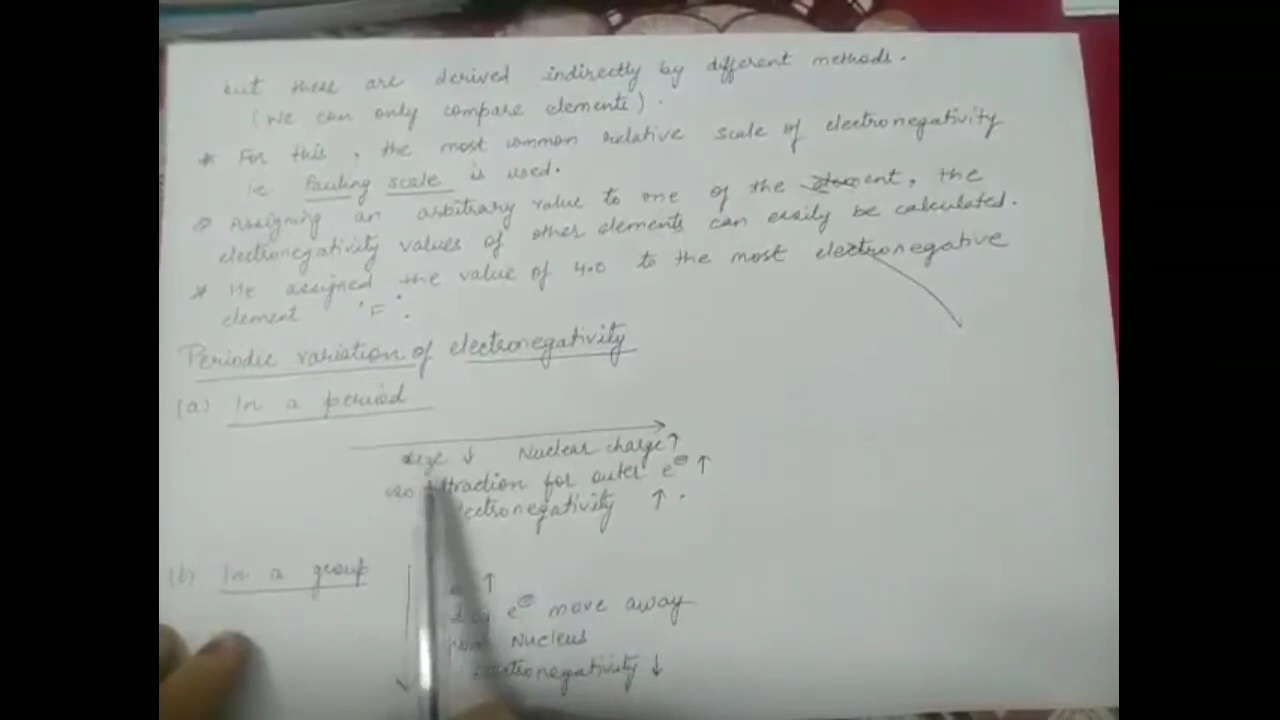 but these are derived indirectly by different methods.
(We can only compare elements).
* For this, the most common relative scale of electronegativity
ie Pauling scale is used.
* Assigning an arbitrary value to one of the element, the
electronegativity values of other elements can easily be calculated.
* He assigned the value of 4.0 to the most electronegative
element 'F'.
Periodic variation of electronegativity
(a) In a period
size ↓ Nuclear charge ↑
so attraction for outer e⊖ ↑
electronegativity ↑.
(b) In a group
↑
e⊖ move away
from Nucleus
electronegativity ↓